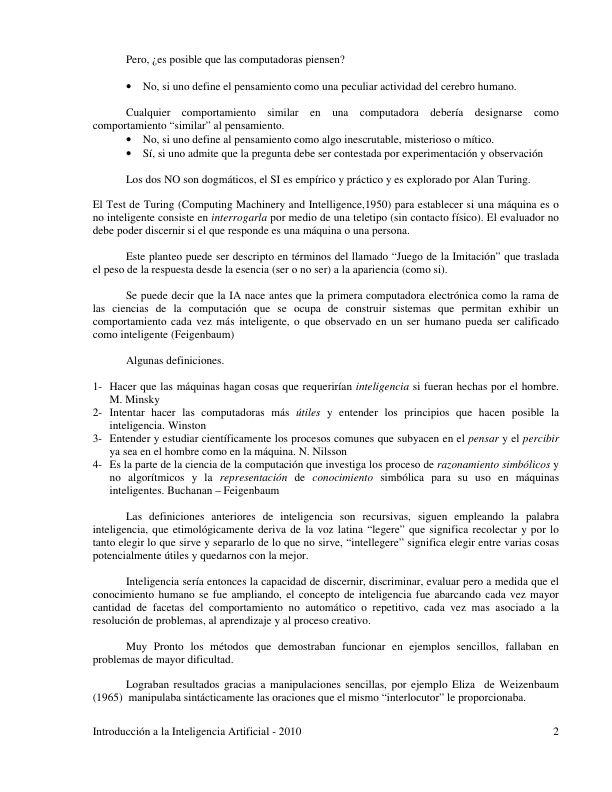 Pero, ¿es posible que las computadoras piensen?
• No, si uno define el pensamiento como una peculiar actividad del cerebro humano.
Cualquier comportamiento similar en una computadora debería designarse como
comportamiento “similar” al pensamiento.
• No, si uno define al pensamiento como algo inescrutable, misterioso o mítico.
• Sí, si uno admite que la pregunta debe ser contestada por experimentación y observación
Los dos NO son dogmáticos, el SI es empírico y práctico y es explorado por Alan Turing.
El Test de Turing (Computing Machinery and Intelligence,1950) para establecer si una máquina es o
no inteligente consiste en interrogarla por medio de una teletipo (sin contacto físico). El evaluador no
debe poder discernir si el que responde es una máquina o una persona.
Este planteo puede ser descripto en términos del llamado “Juego de la Imitación” que traslada
el peso de la respuesta desde la esencia (ser o no ser) a la apariencia (como si).
Se puede decir que la IA nace antes que la primera computadora electrónica como la rama de
las ciencias de la computación que se ocupa de construir sistemas que permitan exhibir un
comportamiento cada vez más inteligente, o que observado en un ser humano pueda ser calificado
como inteligente (Feigenbaum)
Algunas definiciones.
1- Hacer que las máquinas hagan cosas que requerirían inteligencia si fueran hechas por el hombre.
M. Minsky
2- Intentar hacer las computadoras más útiles y entender los principios que hacen posible la
inteligencia. Winston
3- Entender y estudiar científicamente los procesos comunes que subyacen en el pensar y el percibir
ya sea en el hombre como en la máquina. N. Nilsson
4- Es la parte de la ciencia de la computación que investiga los proceso de razonamiento simbólicos y
no algorítmicos y la representación de conocimiento simbólica para su uso en máquinas
inteligentes. Buchanan – Feigenbaum
Las definiciones anteriores de inteligencia son recursivas, siguen empleando la palabra
inteligencia, que etimológicamente deriva de la voz latina “legere” que significa recolectar y por lo
tanto elegir lo que sirve y separarlo de lo que no sirve, “intellegere” significa elegir entre varias cosas
potencialmente útiles y quedarnos con la mejor.
Inteligencia sería entonces la capacidad de discernir, discriminar, evaluar pero a medida que el
conocimiento humano se fue ampliando, el concepto de inteligencia fue abarcando cada vez mayor
cantidad de facetas del comportamiento no automático o repetitivo, cada vez mas asociado a la
resolución de problemas, al aprendizaje y al proceso creativo.
Muy Pronto los métodos que demostraban funcionar en ejemplos sencillos, fallaban en
problemas de mayor dificultad.
Lograban resultados gracias a manipulaciones sencillas, por ejemplo Eliza de Weizenbaum
(1965) manipulaba sintácticamente las oraciones que el mismo “interlocutor” le proporcionaba.
Introducción a la Inteligencia Artificial - 2010 2